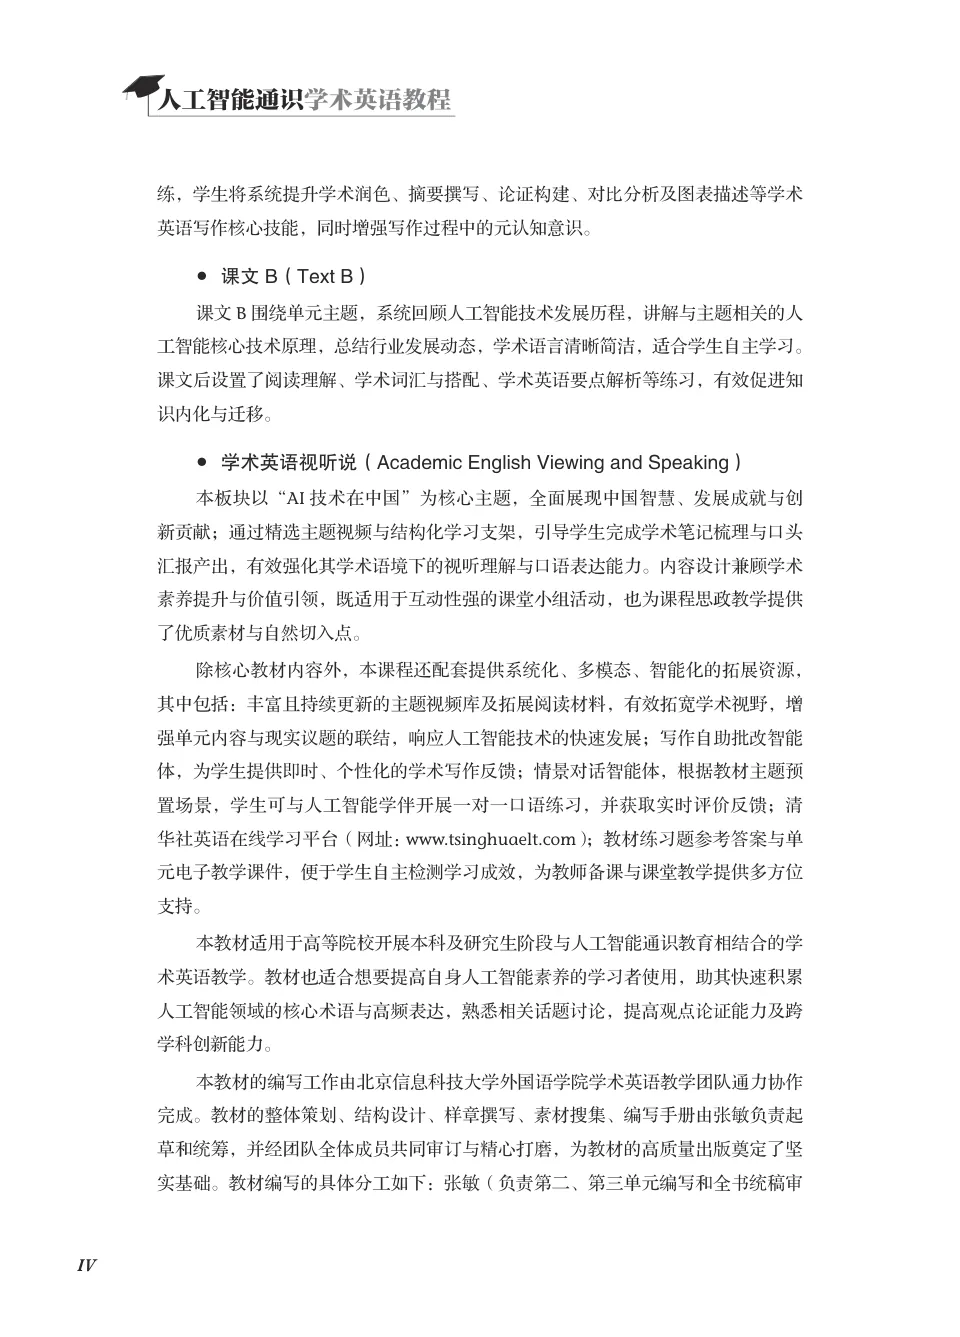 人工智能通识学术英语教程
练，学生将系统提升学术润色、摘要撰写、论证构建、对比分析及图表描述等学术
英语写作核心技能，同时增强写作过程中的元认知意识。
● 课文 B（Text B）
课文 B 围绕单元主题，系统回顾人工智能技术发展历程，讲解与主题相关的人
工智能核心技术原理，总结行业发展动态，学术语言清晰简洁，适合学生自主学习。
课文后设置了阅读理解、学术词汇与搭配、学术英语要点解析等练习，有效促进知
识内化与迁移。
● 学术英语视听说（Academic English Viewing and Speaking）
本板块以“AI 技术在中国”为核心主题，全面展现中国智慧、发展成就与创
新贡献；通过精选主题视频与结构化学习支架，引导学生完成学术笔记梳理与口头
汇报产出，有效强化其学术语境下的视听理解与口语表达能力。内容设计兼顾学术
素养提升与价值引领，既适用于互动性强的课堂小组活动，也为课程思政教学提供
了优质素材与自然切入点。
除核心教材内容外，本课程还配套提供系统化、多模态、智能化的拓展资源，
其中包括：丰富且持续更新的主题视频库及拓展阅读材料，有效拓宽学术视野，增
强单元内容与现实议题的联结，响应人工智能技术的快速发展；写作自助批改智能
体，为学生提供即时、个性化的学术写作反馈；情景对话智能体，根据教材主题预
置场景，学生可与人工智能学伴开展一对一口语练习，并获取实时评价反馈；清
华社英语在线学习平台（网址：www.tsinghuaelt.com）；教材练习题参考答案与单
元电子教学课件，便于学生自主检测学习成效，为教师备课与课堂教学提供多方位
支持。
本教材适用于高等院校开展本科及研究生阶段与人工智能通识教育相结合的学
术英语教学。教材也适合想要提高自身人工智能素养的学习者使用，助其快速积累
人工智能领域的核心术语与高频表达，熟悉相关话题讨论，提高观点论证能力及跨
学科创新能力。
本教材的编写工作由北京信息科技大学外国语学院学术英语教学团队通力协作
完成。教材的整体策划、结构设计、样章撰写、素材搜集、编写手册由张敏负责起
草和统筹，并经团队全体成员共同审订与精心打磨，为教材的高质量出版奠定了坚
实基础。教材编写的具体分工如下：张敏（负责第二、第三单元编写和全书统稿审
IV